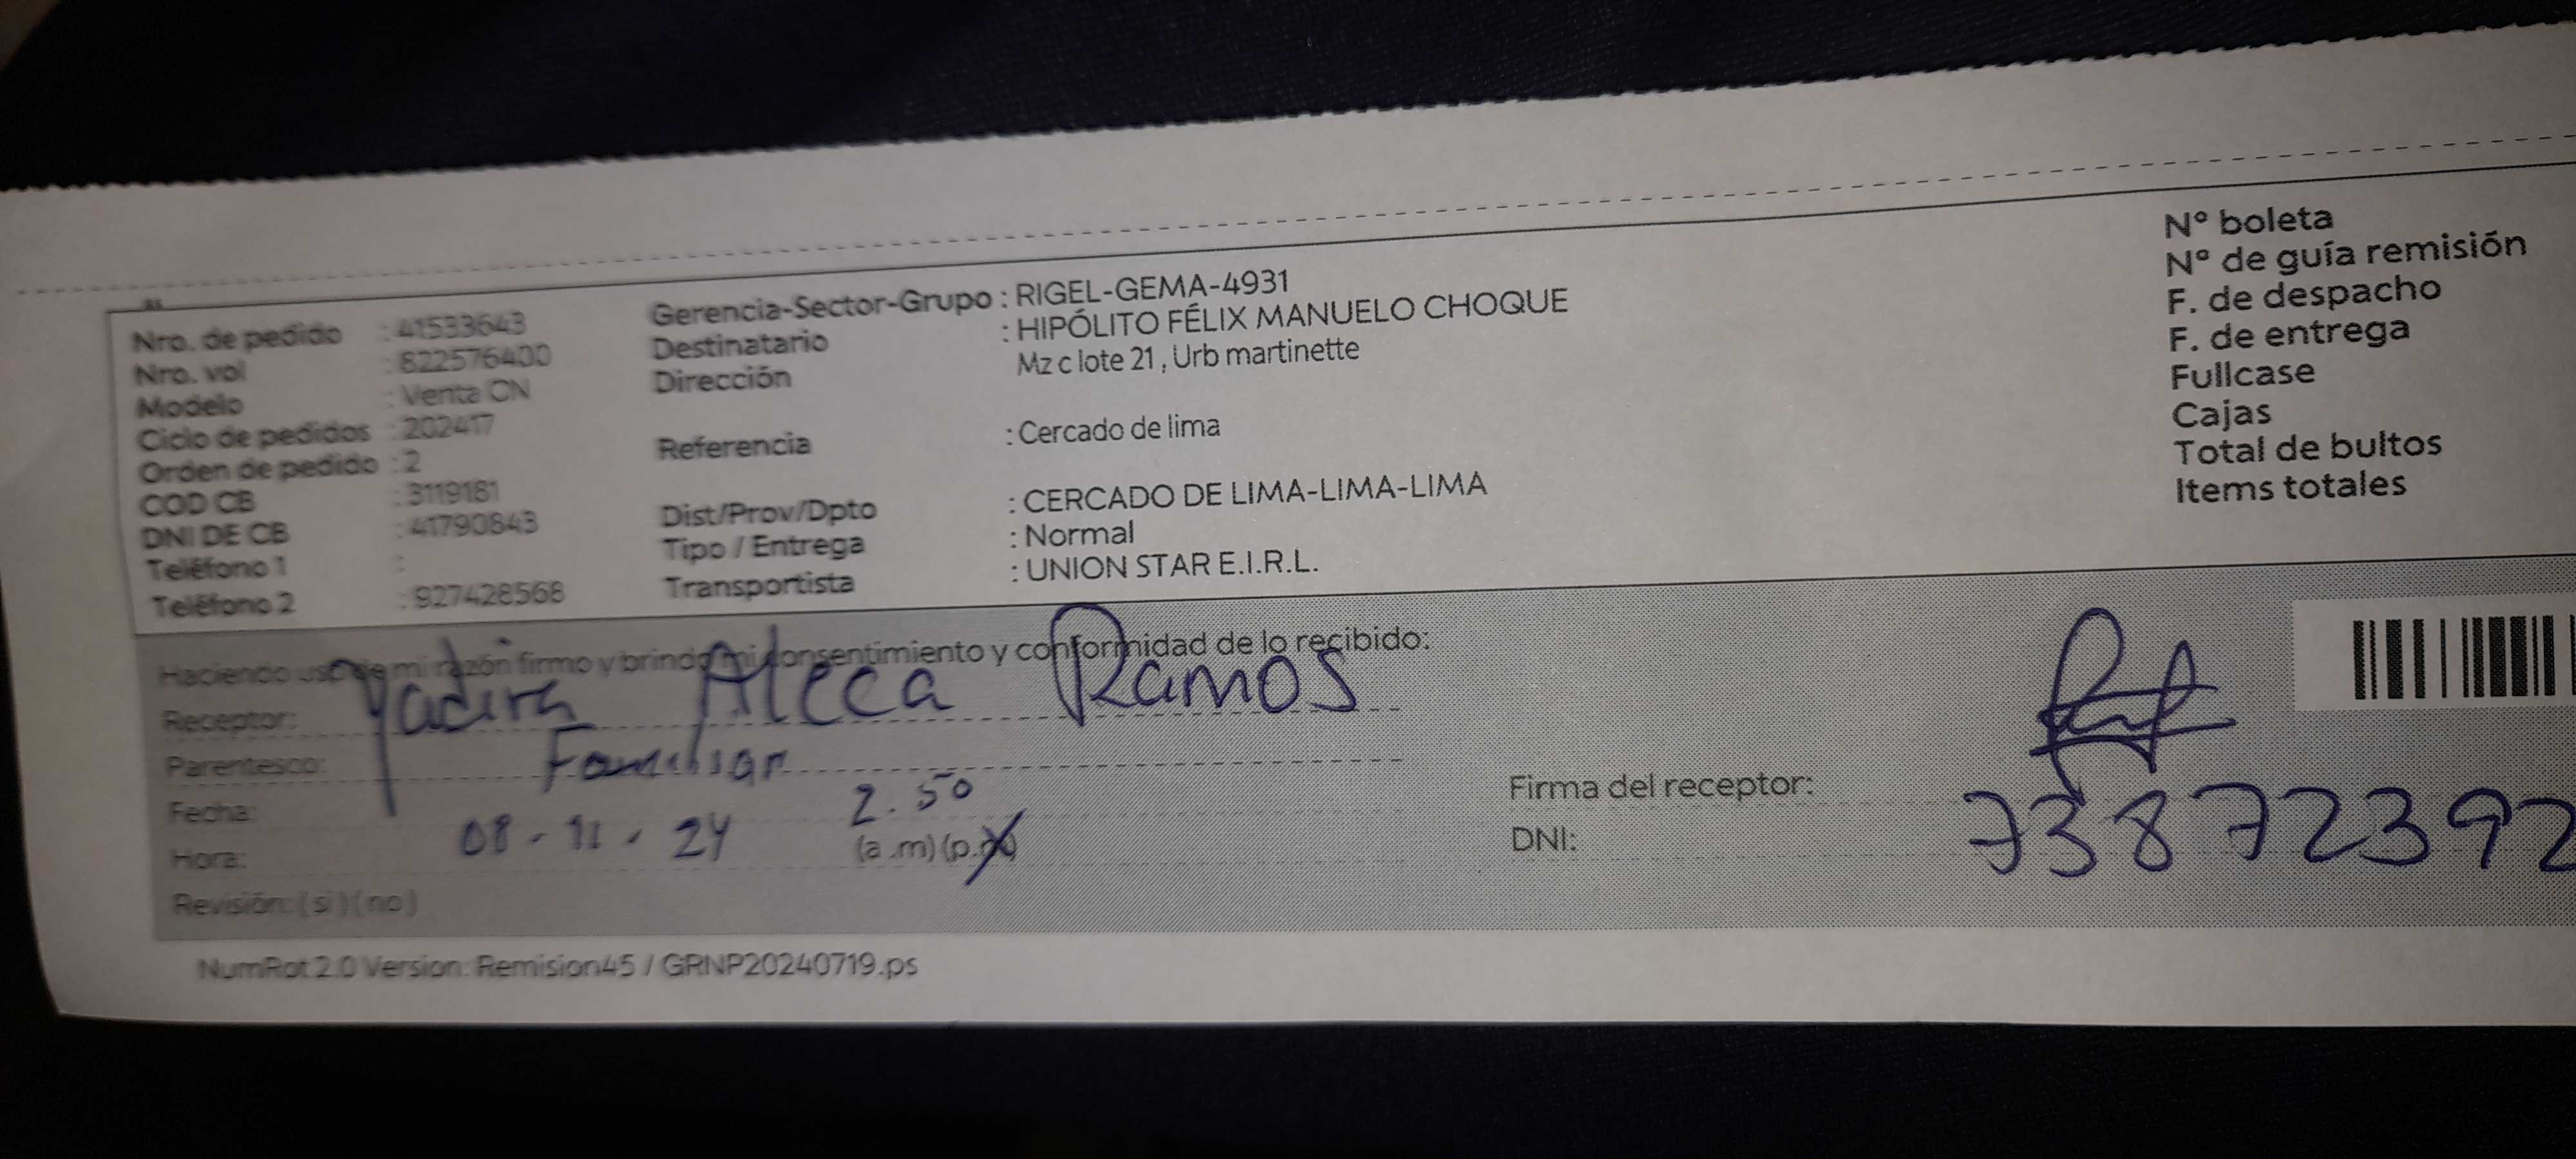 Nro. de pedido : 41533643
Nro. vol : 822576400
Modelo : Venta CN
Ciclo de pedidos : 202417
Orden de pedido : 2
COD CB : 3119181
DNI DE CB : 41790843
Teléfono 1 :
Teléfono 2 : 927428568
Gerencia-Sector-Grupo : RIGEL-GEMA-4931
Destinatario : HIPÓLITO FÉLIX MANUELO CHOQUE
Dirección Mz c lote 21 , Urb martinette
Referencia : Cercado de lima
Dist/Prov/Dpto : CERCADO DE LIMA-LIMA-LIMA
Tipo / Entrega : Normal
Transportista : UNION STAR E.I.R.L.
N° boleta
N° de guía remisión
F. de despacho
F. de entrega
Fullcase
Cajas
Total de bultos
Items totales
Haciendo uso de mi razón firmo y brindo mi consentimiento y conformidad de lo recibido:
Receptor: Yadira Ramos
Parentesco: Familiar
Fecha: 08-11-24
Hora: 2.50 (a.m) (p.m)
Revisión: ( si ) ( no )
Firma del receptor:
DNI: 73872392
NumRot 2.0 Version: Remision45 / GRNP20240719.ps